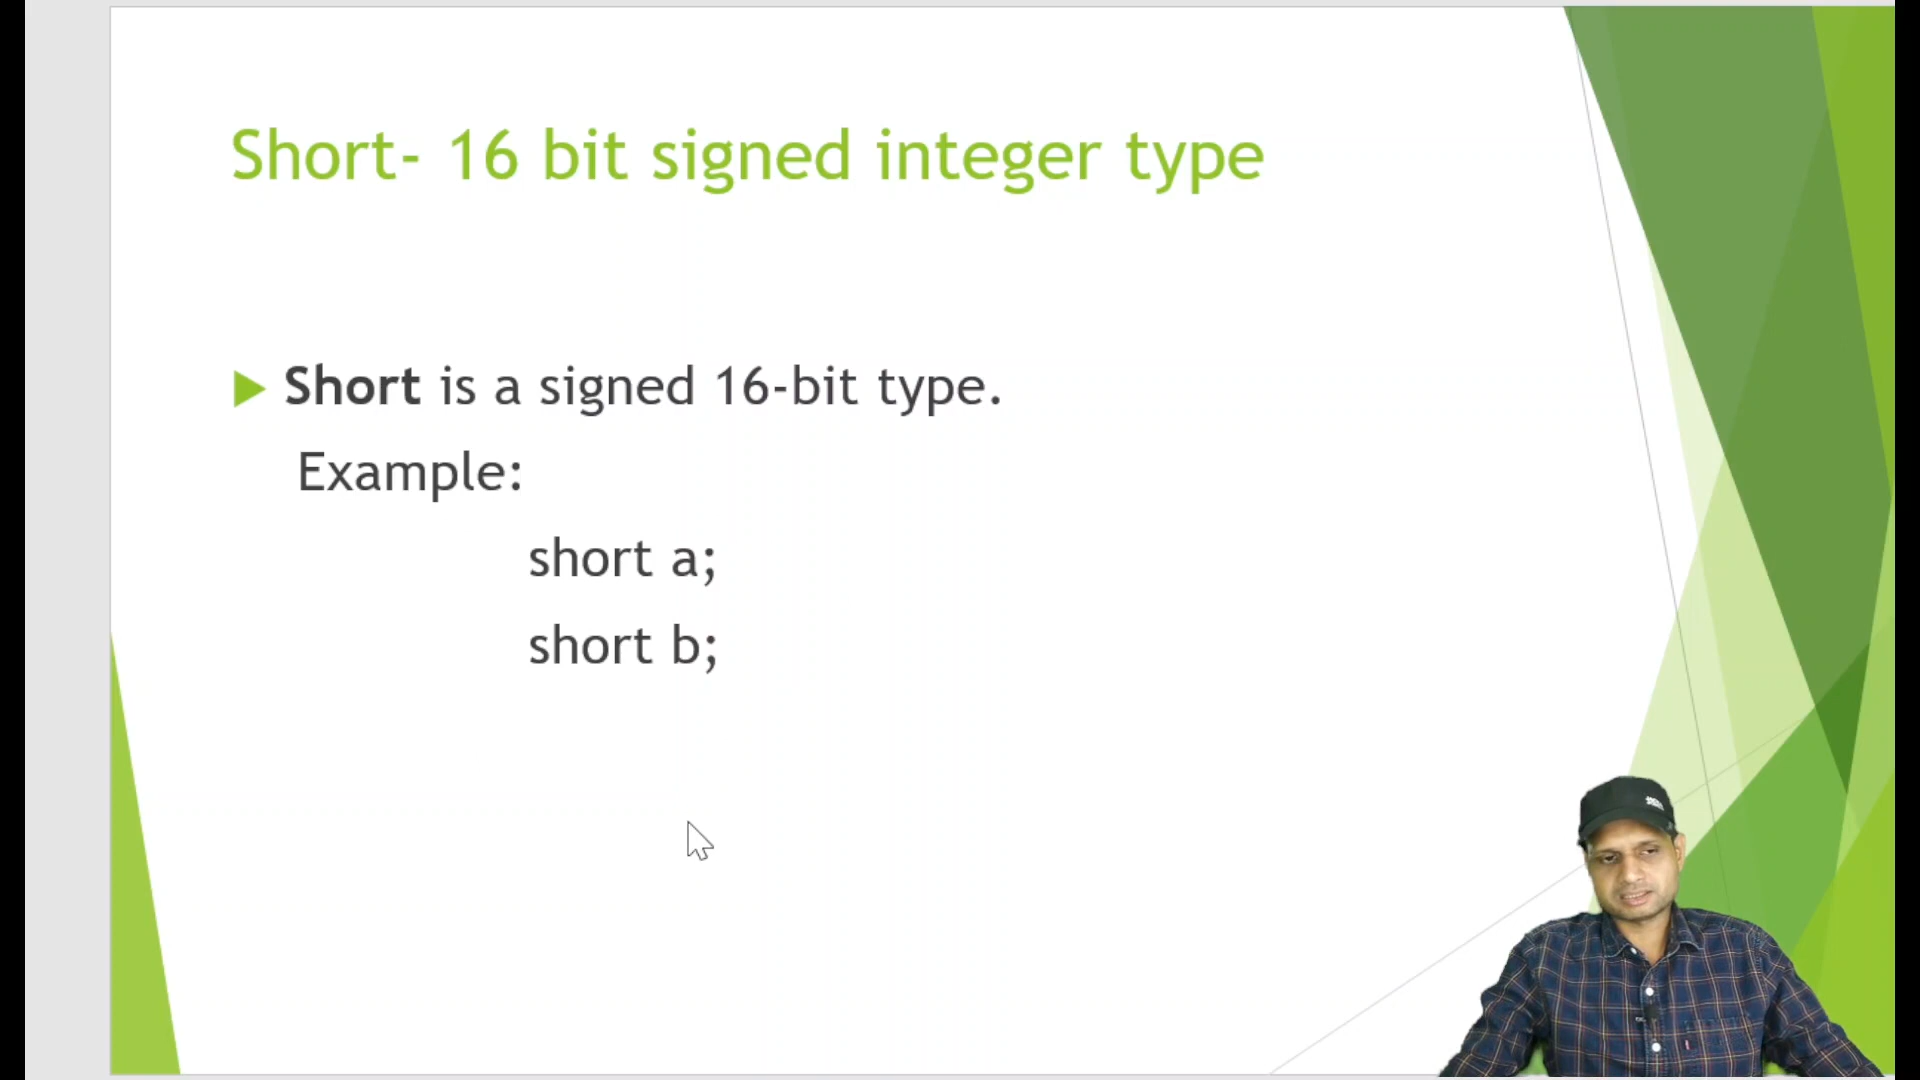 Short- 16 bit signed integer type
Short is a signed 16-bit type.
Example:
short a;
short b;